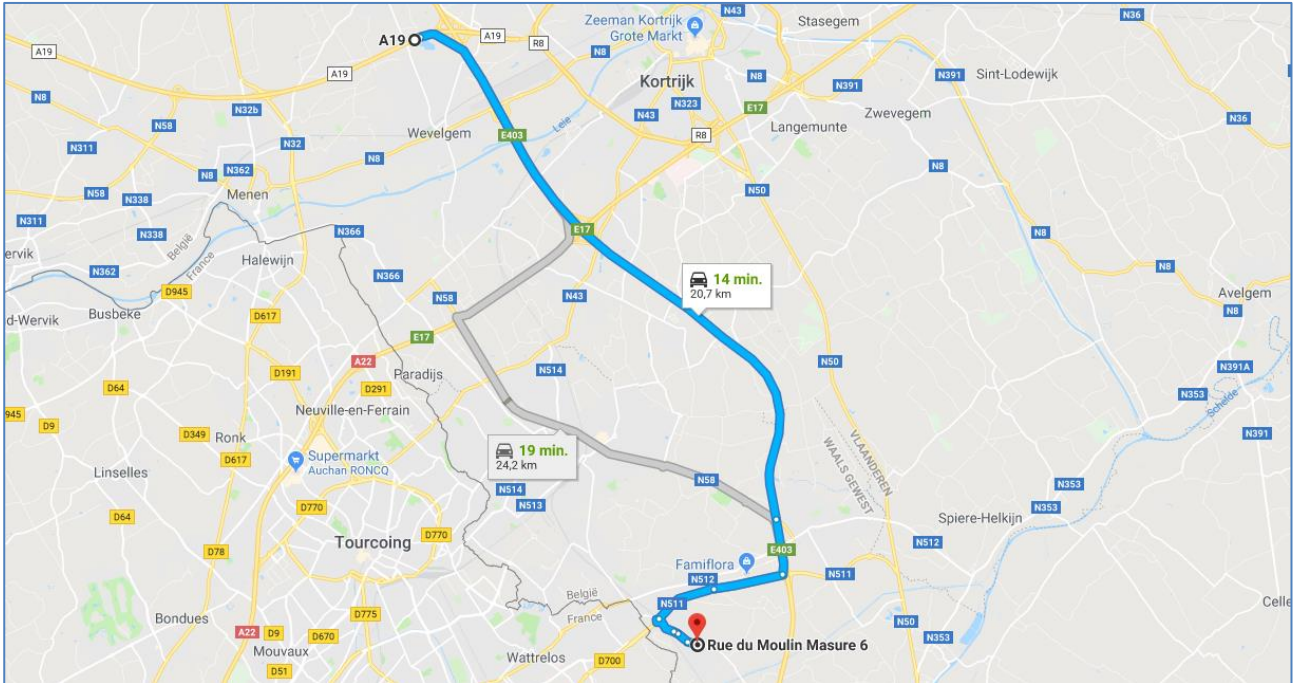 N43
N36
Zeeman Kortrijk
Grote Markt
Stasegem
A19
A19
R8
A19
A19
N8
N391
N391
Sint-Lodewijk
Kortrijk
N8
N32b
N58
N43
N323
E17
Zwevegem
N36
Wevelgem
Leie
E403
R8
Langemunte
N32
N311
N8
N362
N8
N58
N338
Menen
N50
N311
N338
België
France
N366
E17
N8
ervik
N362
Halewijn
N366
14 min.
20,7 km
N8
D945
N58
N43
Avelgem
d-Wervik
Busbeke
D617
N8
E17
A22
N50
N391A
D191
Paradijs
N514
D64
D291
N353
Schelde
945
Neuville-en-Ferrain
D9
D349
Ronk
19 min.
24,2 km
VLAANDEREN
WAALS GEWEST
N391
D617
Supermarkt
Auchan RONCQ
Linselles
N58
N514
N353
N513
D770
N353
D64
Spiere-Helkijn
D770
Tourcoing
D78
E403
N512
Famiflora
N512
N511
België
France
N511
D775
Celle
Bondues
N50
A22
D9
D670
N353
Rue du Moulin Masure 6
Mouvaux
Wattrelos
D700
D51